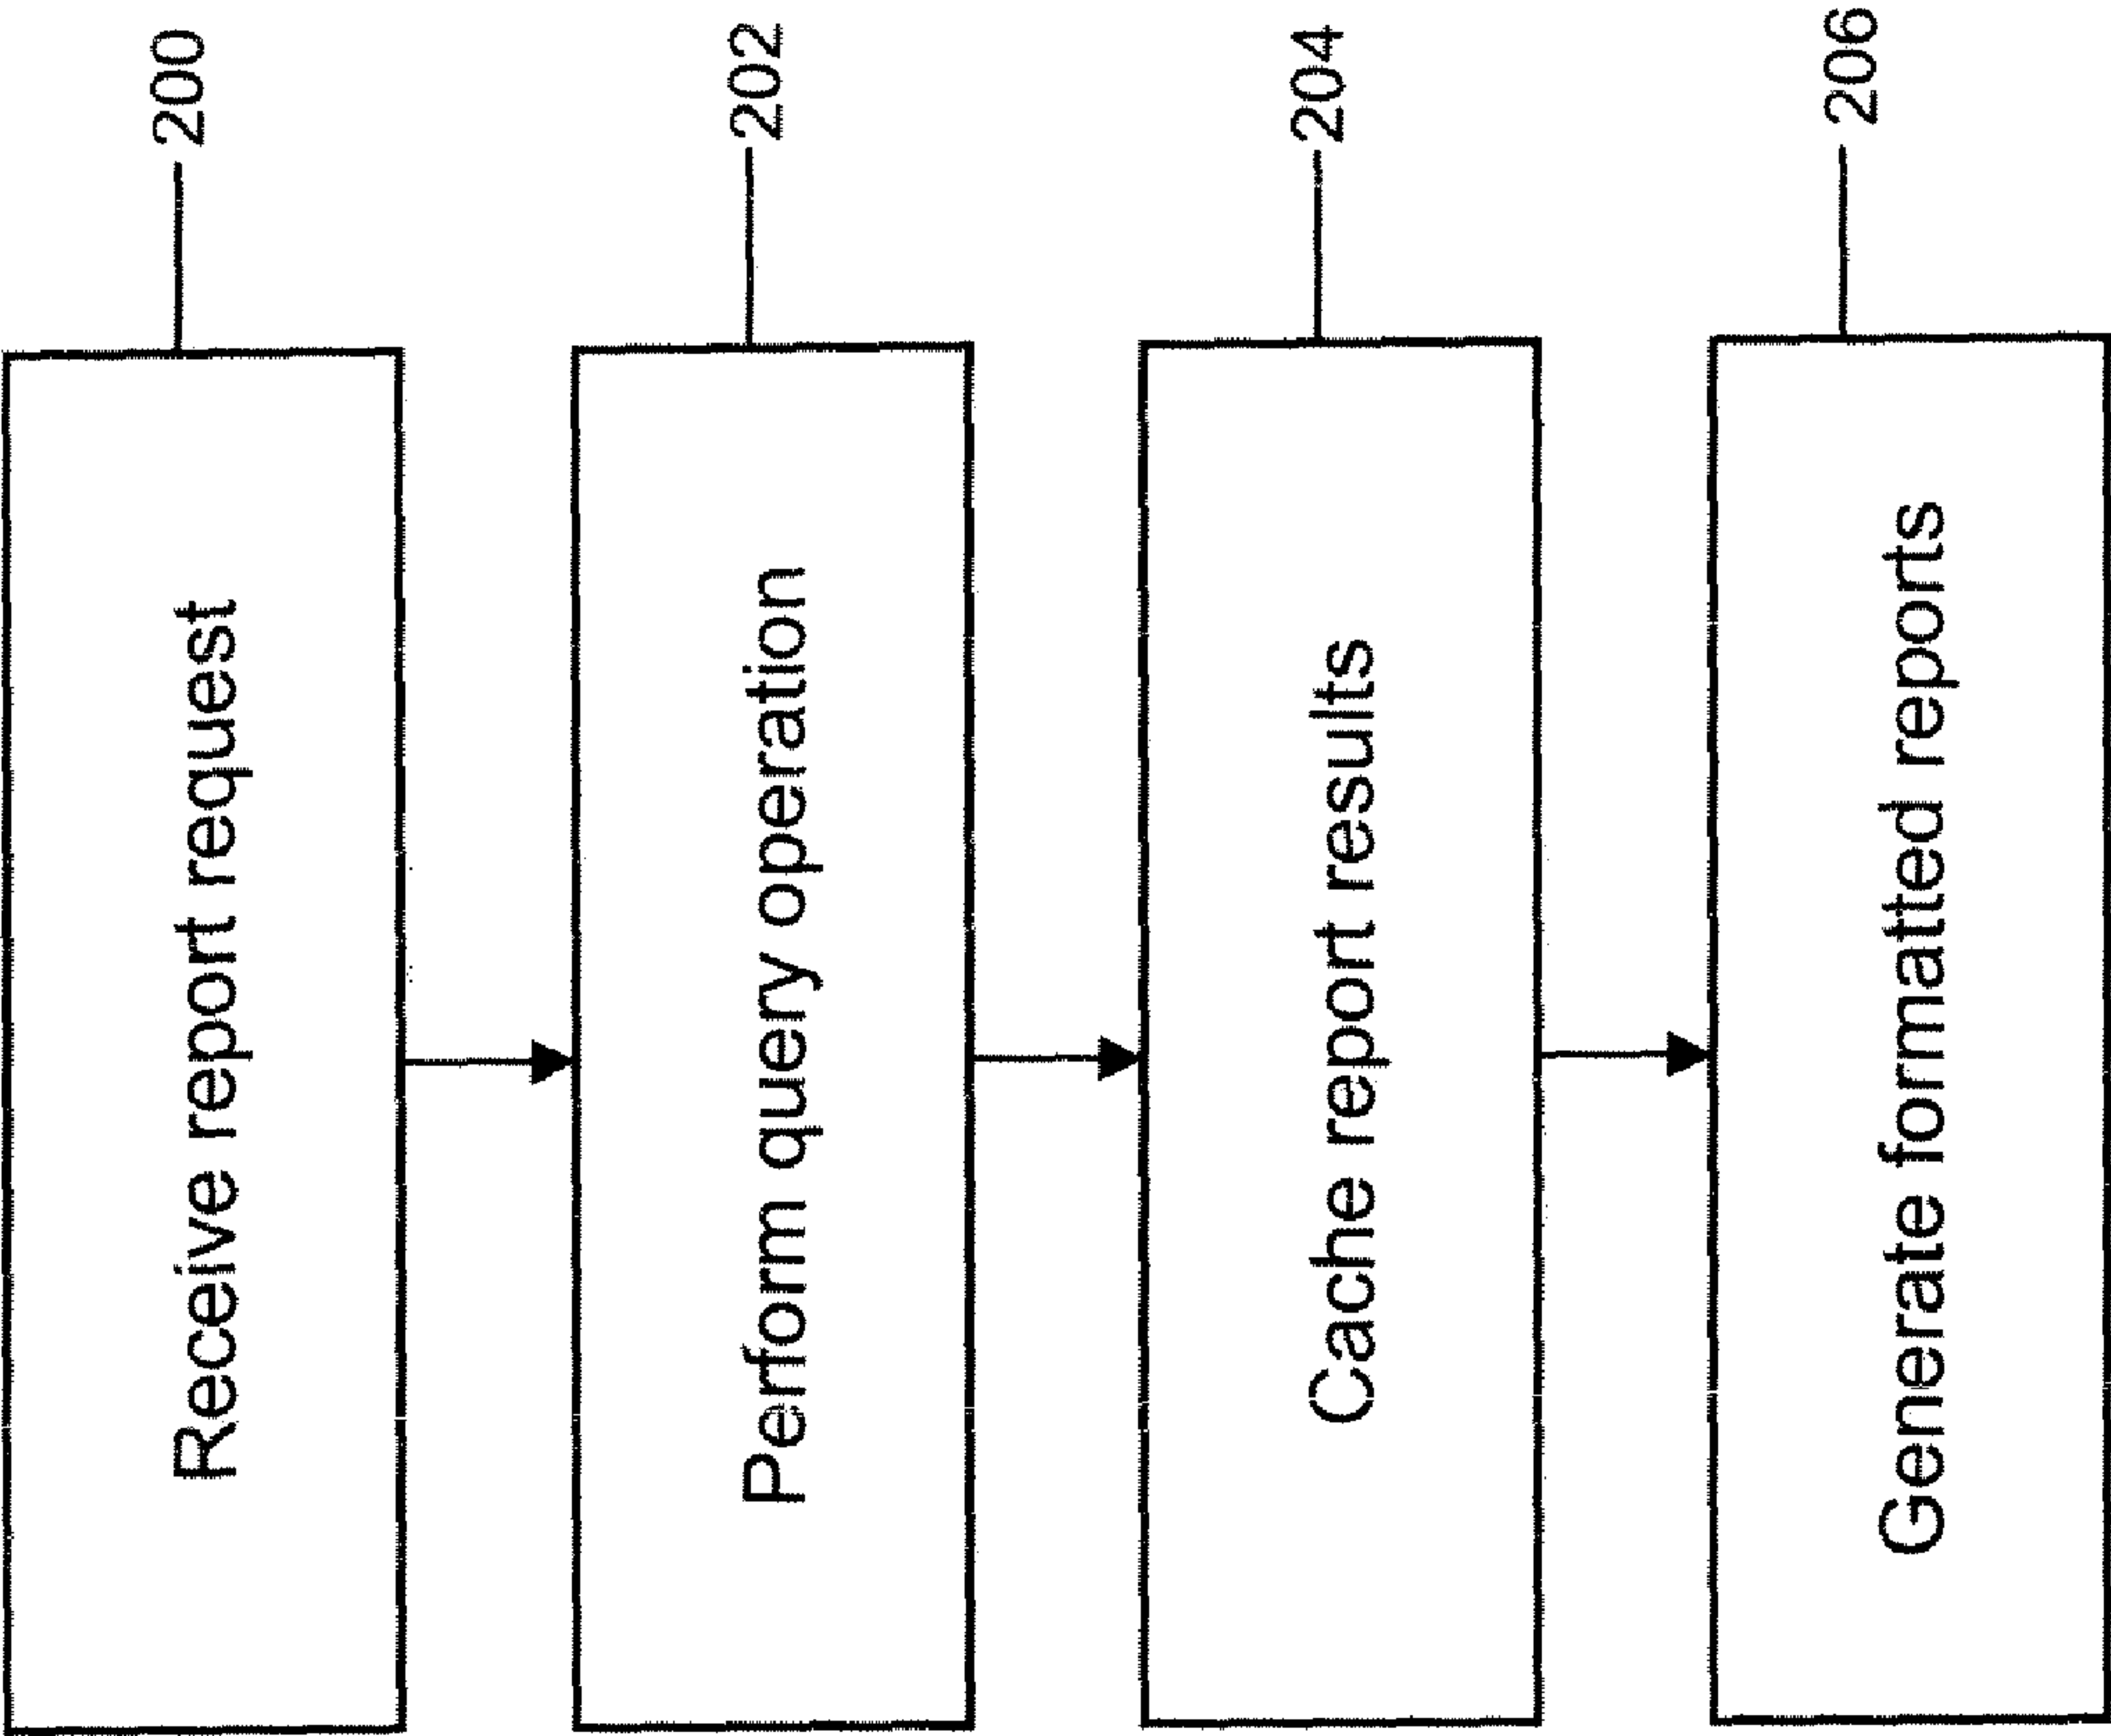 Receive report request
200
Perform query operation
202
Cache report results
204
Generate formatted reports
206